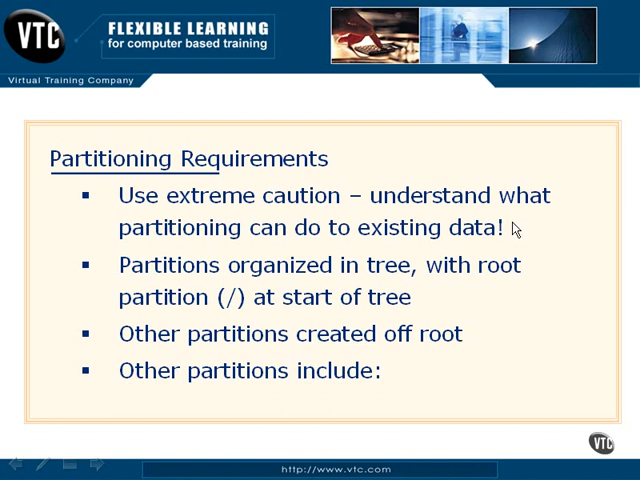 VTC
FLEXIBLE LEARNING
for computer based training
Virtual Training Company
Partitioning Requirements
▪ Use extreme caution – understand what
partitioning can do to existing data!
▪ Partitions organized in tree, with root
partition (/) at start of tree
▪ Other partitions created off root
▪ Other partitions include:
VTC
http://www.vtc.com